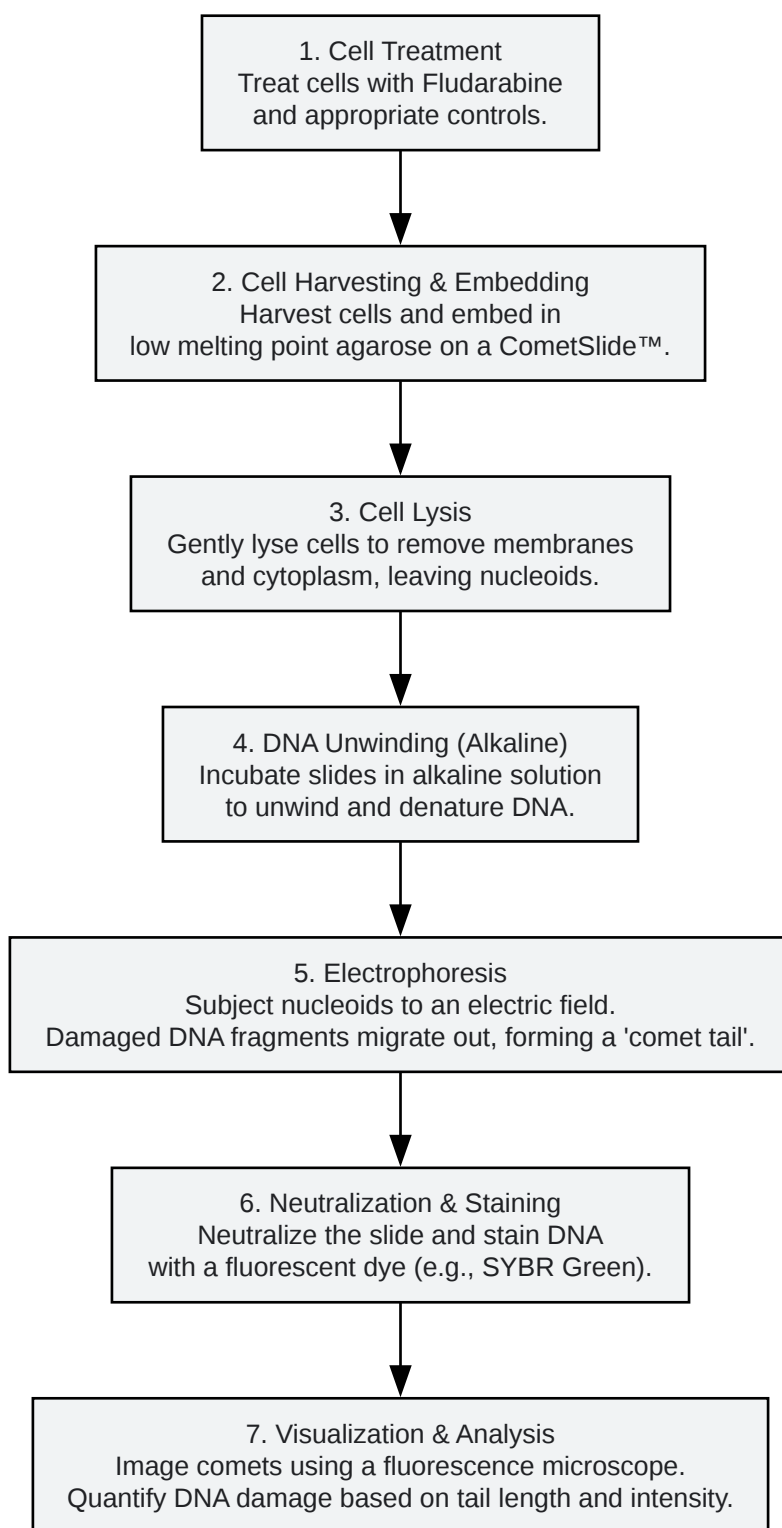 1. Cell Treatment
Treat cells with Fludarabine
and appropriate controls.
2. Cell Harvesting & Embedding
Harvest cells and embed in
low melting point agarose on a CometSlide™.
3. Cell Lysis
Gently lyse cells to remove membranes
and cytoplasm, leaving nucleoids.
4. DNA Unwinding (Alkaline)
Incubate slides in alkaline solution
to unwind and denature DNA.
5. Electrophoresis
Subject nucleoids to an electric field.
Damaged DNA fragments migrate out, forming a 'comet tail'.
6. Neutralization & Staining
Neutralize the slide and stain DNA
with a fluorescent dye (e.g., SYBR Green).
7. Visualization & Analysis
Image comets using a fluorescence microscope.
Quantify DNA damage based on tail length and intensity.